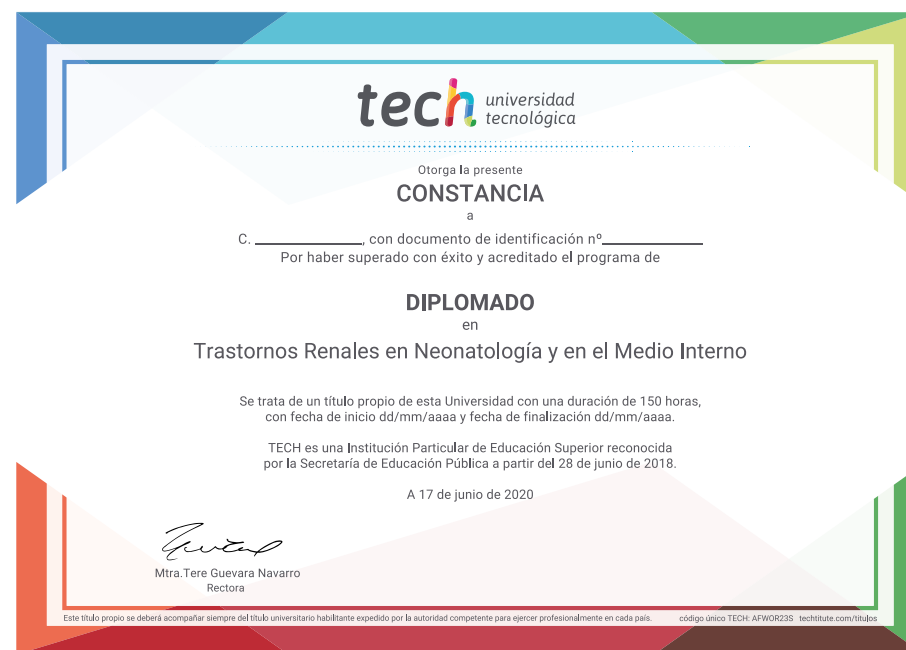 tech universidad
tecnológica
Otorga la presente
CONSTANCIA
a
C. ____________, con documento de identificación nº____________
Por haber superado con éxito y acreditado el programa de
DIPLOMADO
en
Trastornos Renales en Neonatología y en el Medio Interno
Se trata de un título propio de esta Universidad con una duración de 150 horas,
con fecha de inicio dd/mm/aaaa y fecha de finalización dd/mm/aaaa.
TECH es una Institución Particular de Educación Superior reconocida
por la Secretaría de Educación Pública a partir del 28 de junio de 2018.
A 17 de junio de 2020
Mtra.Tere Guevara Navarro
Rectora
Este título propio se deberá acompañar siempre del título universitario habilitante expedido por la autoridad competente para ejercer profesionalmente en cada país. código único TECH: AFWOR23S techtitute.com/titulos